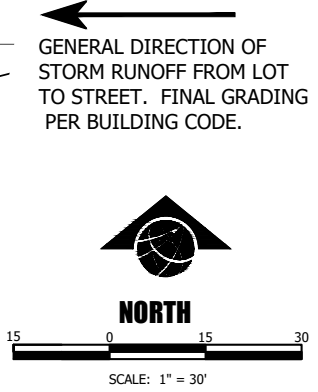 GENERAL DIRECTION OF
STORM RUNOFF FROM LOT
TO STREET. FINAL GRADING
PER BUILDING CODE.
NORTH
15 0 15 30
SCALE: 1" = 30'